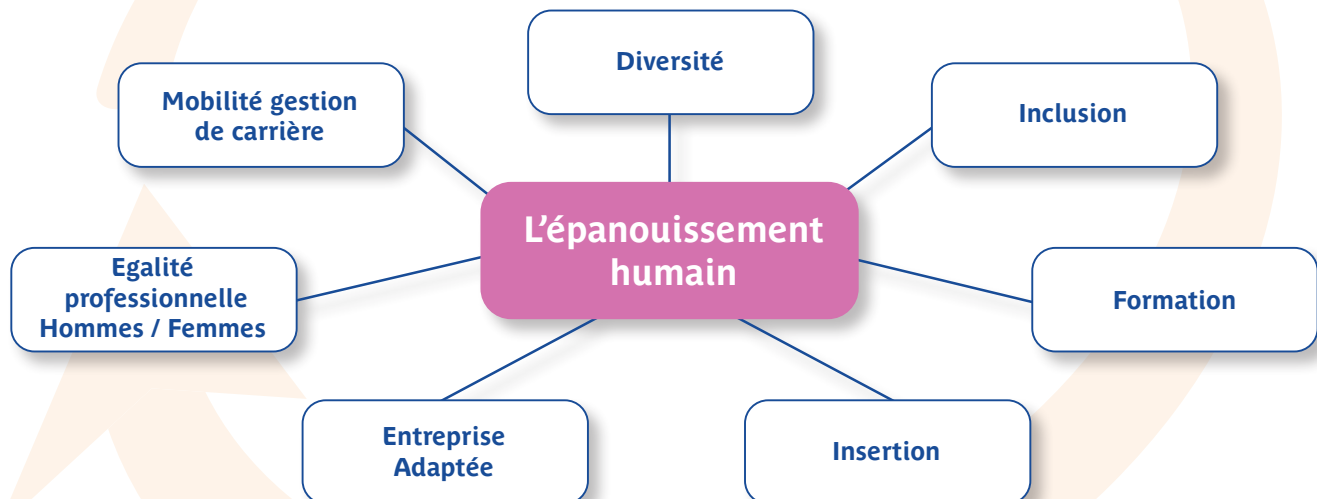 Diversité
Mobilité gestion
de carrière
Inclusion
L'épanouissement
humain
Egalité
professionnelle
Hommes / Femmes
Formation
Entreprise
Adaptée
Insertion